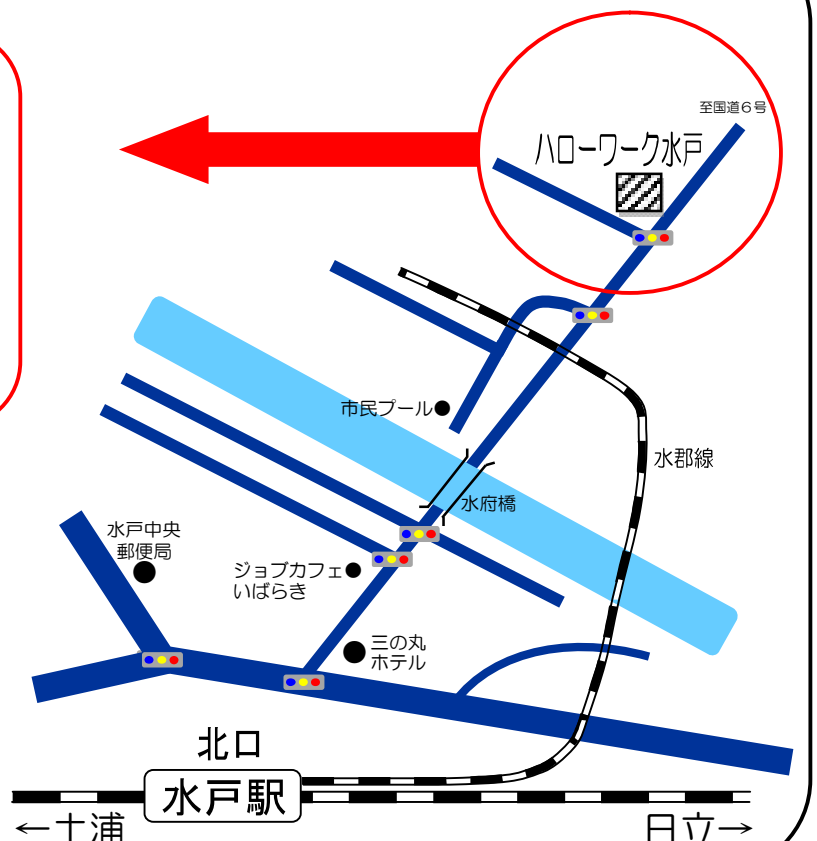 至国道6号
ハローワーク水戸
市民プール
水郡線
水府橋
水戸中央
郵便局
ジョブカフェ
いばらき
三の丸
ホテル
北口
水戸駅
←土浦
日立→